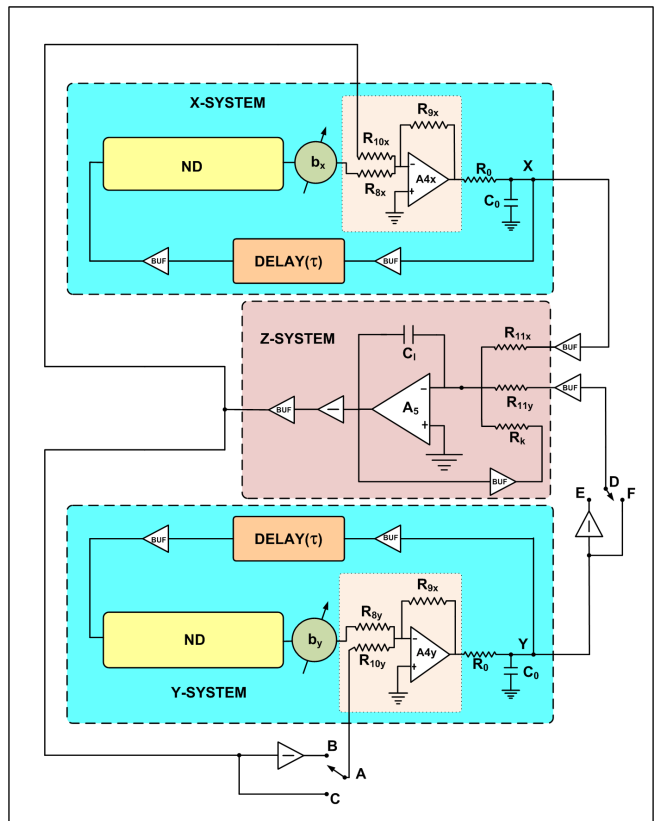 X-SYSTEM
R9x
R10x
ND
bx
R8x
A4x
R0
X
C0
BUF
DELAY(τ)
BUF
Z-SYSTEM
CI
R11x
BUF
BUF
A5
R11y
BUF
Rk
BUF
D
E
F
BUF
DELAY(τ)
BUF
ND
by
R8y
R9x
R10y
A4y
R0
Y
C0
Y-SYSTEM
B
A
C